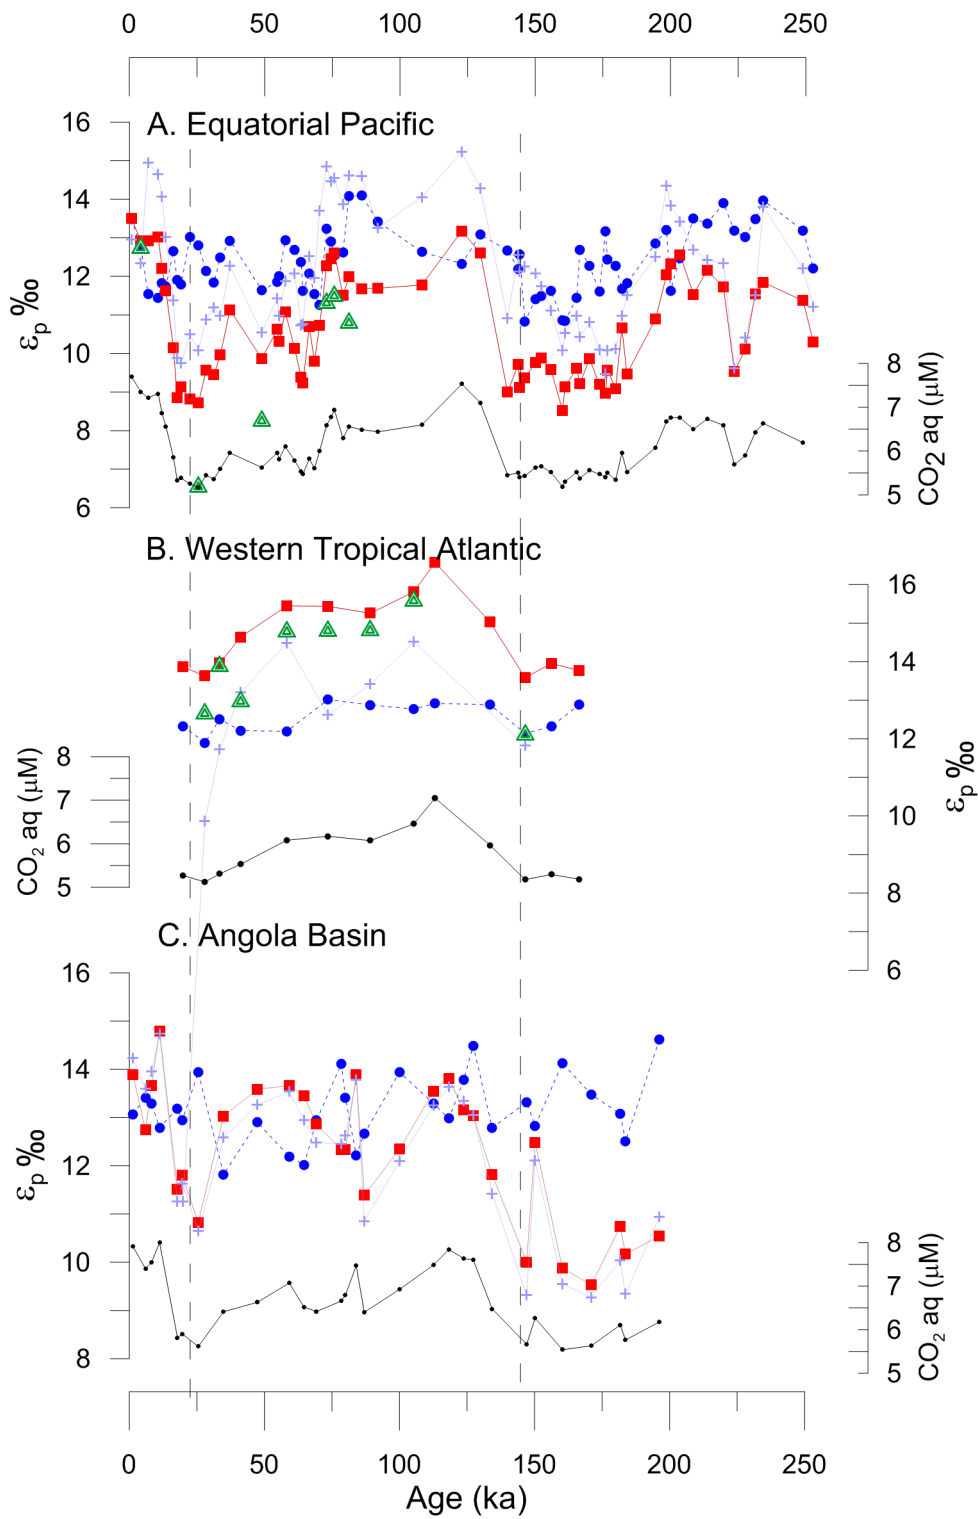 0 50 100 150 200 250
A. Equatorial Pacific
16
14
12
10
8
6
εp ‰
8
7
6
5
CO2 aq (μM)
B. Western Tropical Atlantic
16
14
12
10
8
6
εp ‰
8
7
6
5
CO2 aq (μM)
C. Angola Basin
16
14
12
10
8
εp ‰
8
7
6
5
CO2 aq (μM)
0 50 100 150 200 250
Age (ka)